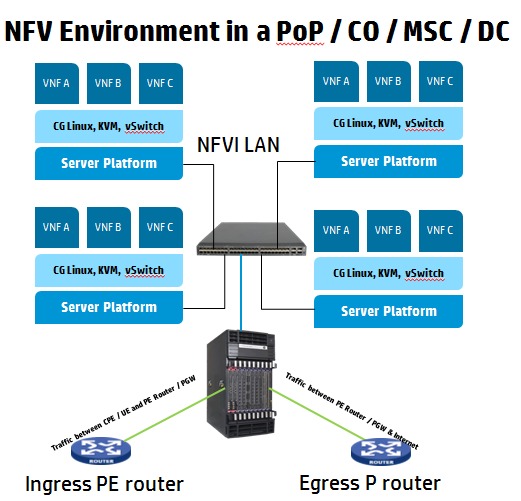 NFV Environment in a PoP / CO / MSC / DC
VNF A VNF B VNF C
CG Linux, KVM, vSwitch
Server Platform
VNF A VNF B VNF C
CG Linux, KVM, vSwitch
Server Platform
NFVI LAN
VNF A VNF B VNF C
CG Linux, KVM, vSwitch
Server Platform
VNF A VNF B VNF C
CG Linux, KVM, vSwitch
Server Platform
Traffic between CPE / UE and PE Router / PGW
Traffic between PE Router / PGW & Internet
ROUTER
ROUTER
Ingress PE router
Egress P router